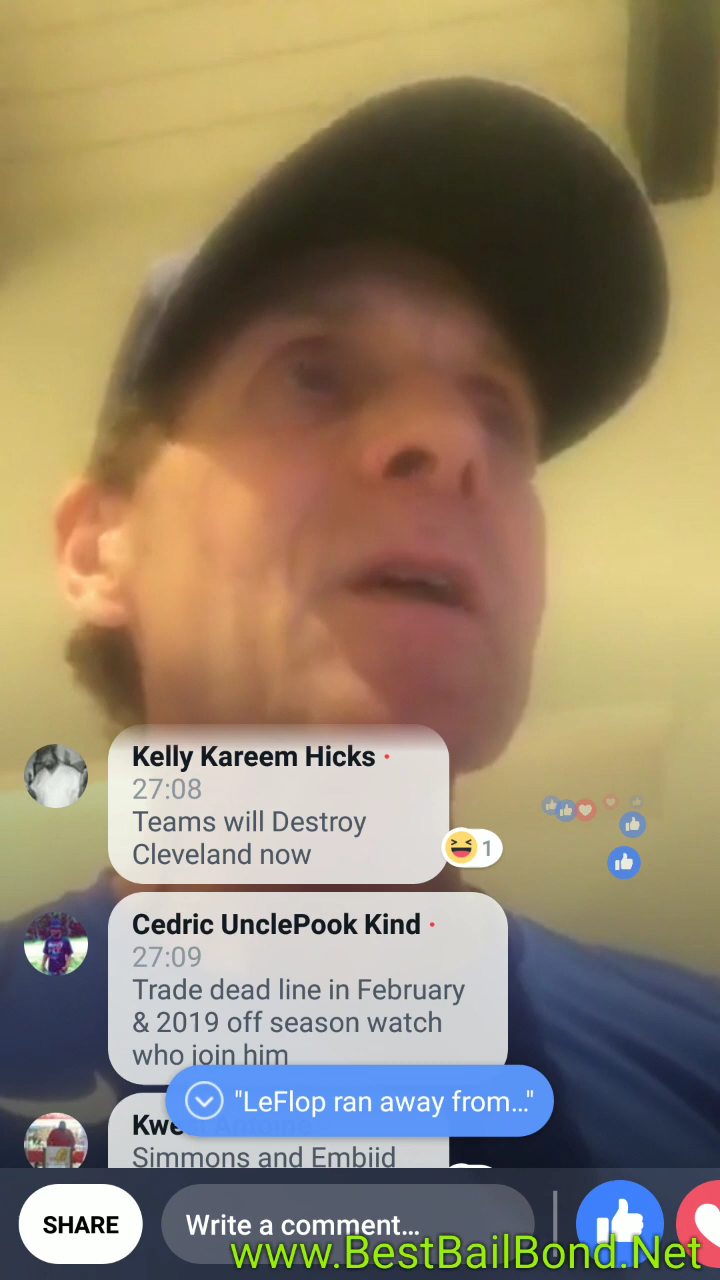 Kelly Kareem Hicks
27:08
Teams will Destroy
Cleveland now
1
Cedric UnclePook Kind
27:09
Trade dead line in February
& 2019 off season watch
who join him
"LeFlop ran away from..."
Antoine
Simmons and Embiid
SHARE
Write a comment...
www.BestBailBond.Net